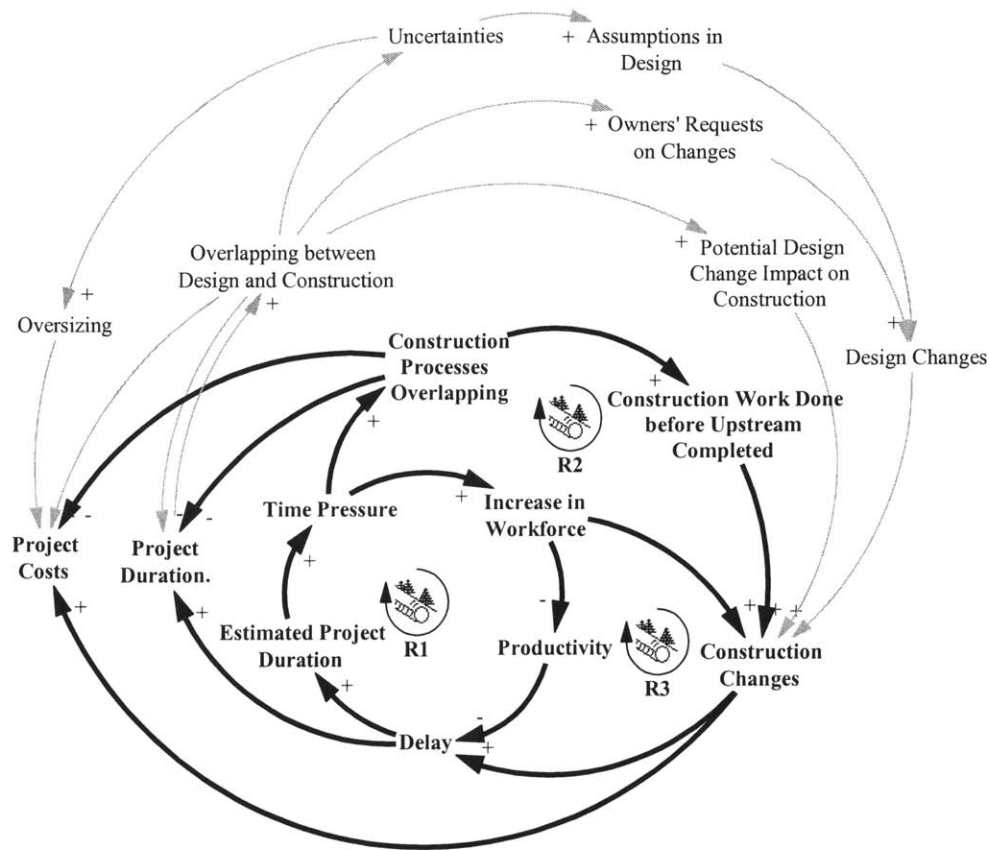 Uncertainties
+ Assumptions in
Design
+ Owners' Requests
on Changes
Overlapping between
Design and Construction
+
+ Potential Design
Change Impact on
Construction
+
Oversizing
+
Design Changes
Construction
Processes
Overlapping
+
+
Construction Work Done
before Upstream
Completed
R2
Time Pressure
+
Increase in
Workforce
- -
- -
Project
Costs
Project
Duration.
+
-
+ + +
+
+
Estimated Project
Duration
R1
Productivity
R3
Construction
Changes
+
-
+
Delay